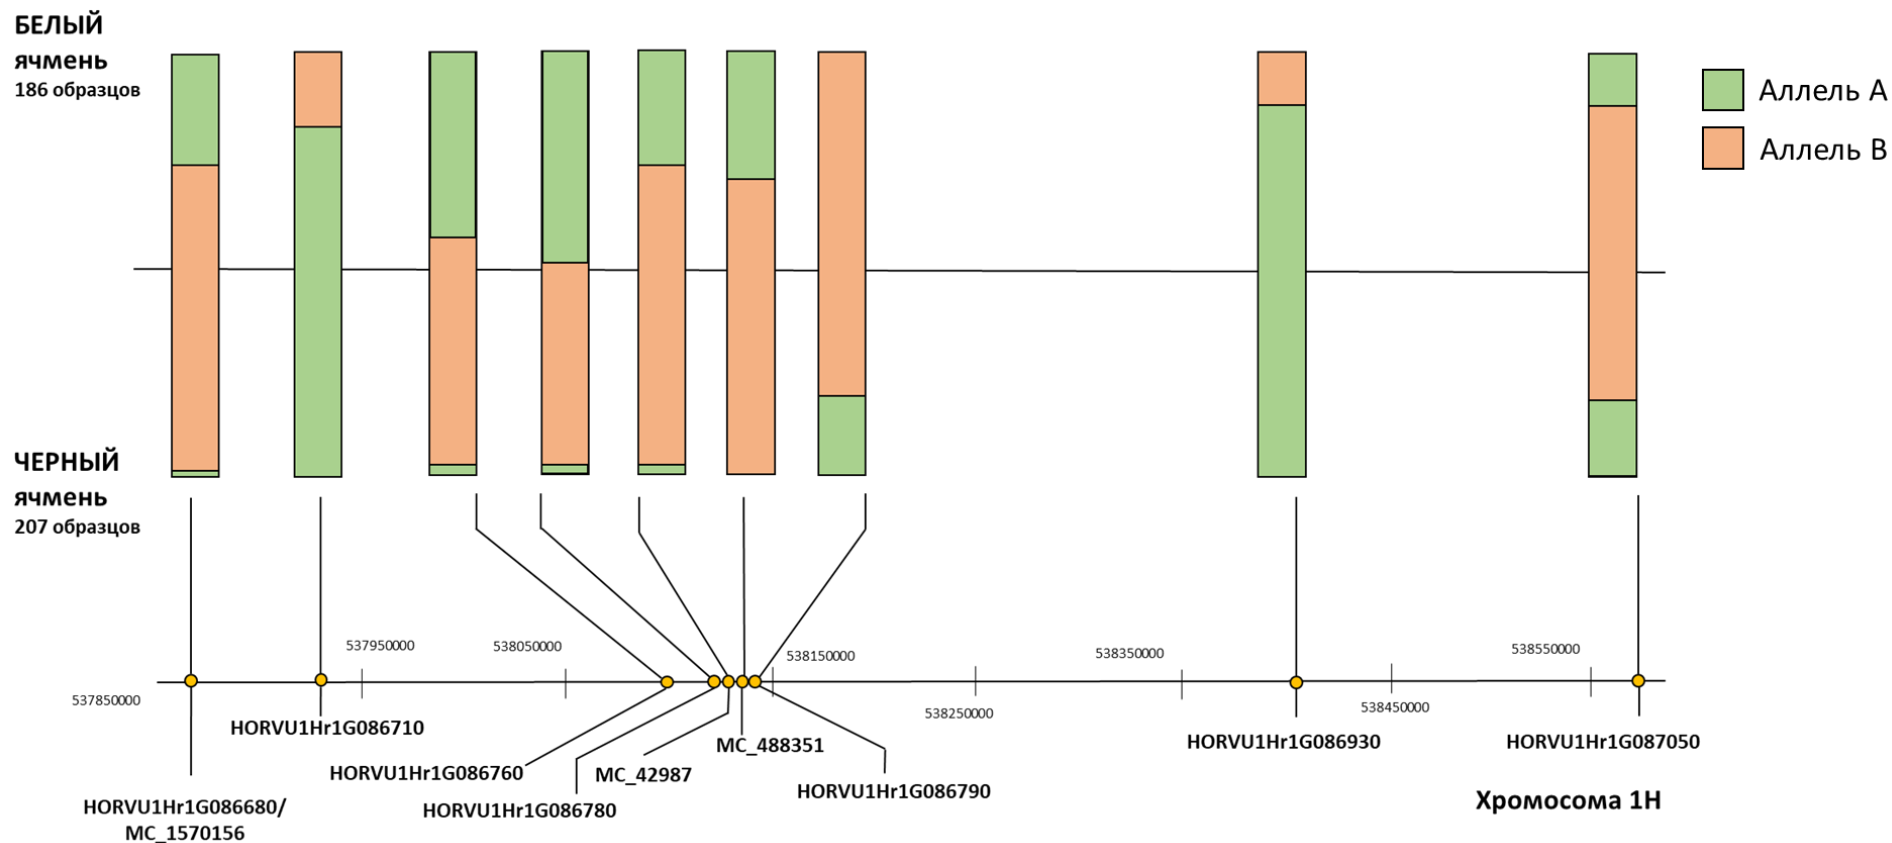 БЕЛЫЙ
ячмень
186 образцов
Аллель А
Аллель В
ЧЕРНЫЙ
ячмень
207 образцов
537850000
537950000
538050000
538150000
538250000
538350000
538450000
538550000
HORVU1Hr1G086710
HORVU1Hr1G086760
HORVU1Hr1G086780
MC_42987
MC_488351
HORVU1Hr1G086790
HORVU1Hr1G086930
HORVU1Hr1G087050
HORVU1Hr1G086680/
MC_1570156
Хромосома 1Н